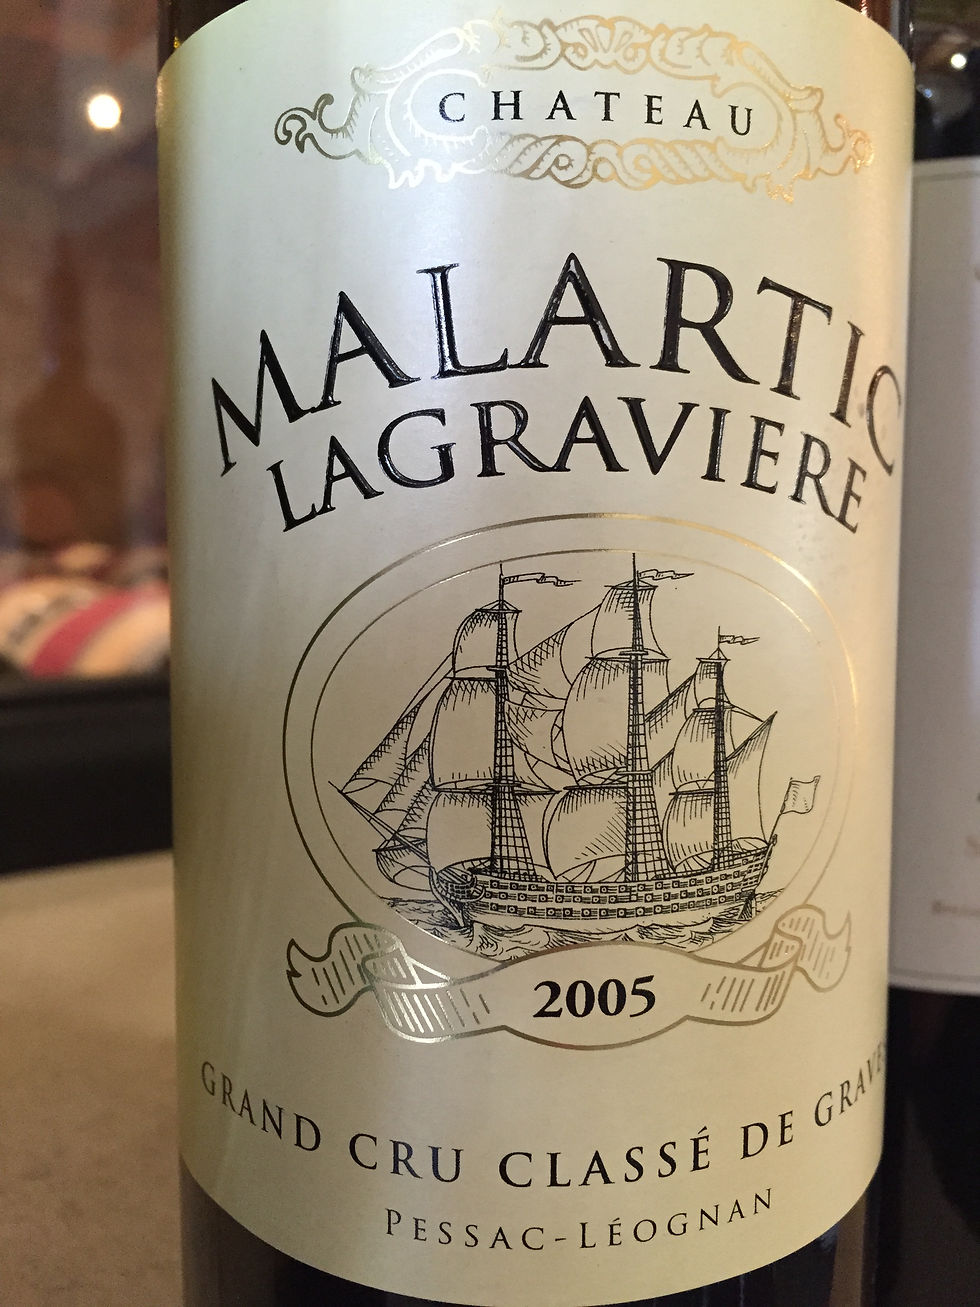 CHATEAU
MALARTIC
LAGRAVIERE
2005
GRAND CRU CLASSÉ DE GRAVES
PESSAC-LÉOGNAN